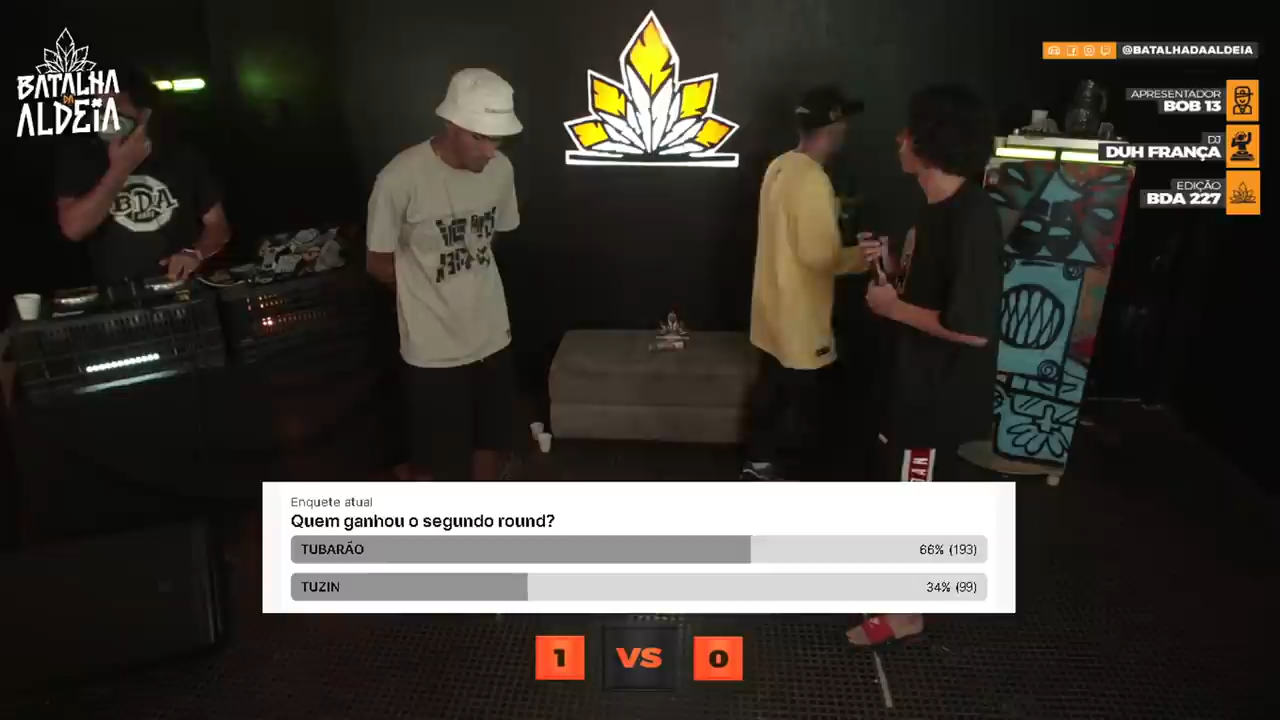 BATALHA
DA
ALDEIA
@BATALHADAALDEIA
APRESENTADOR
BOB 13
DJ
DUH FRANÇA
EDIÇÃO
BDA 227
BDA
Enquete atual
Quem ganhou o segundo round?
TUBARÃO 66% (193)
TUZIN 34% (99)
1 VS 0